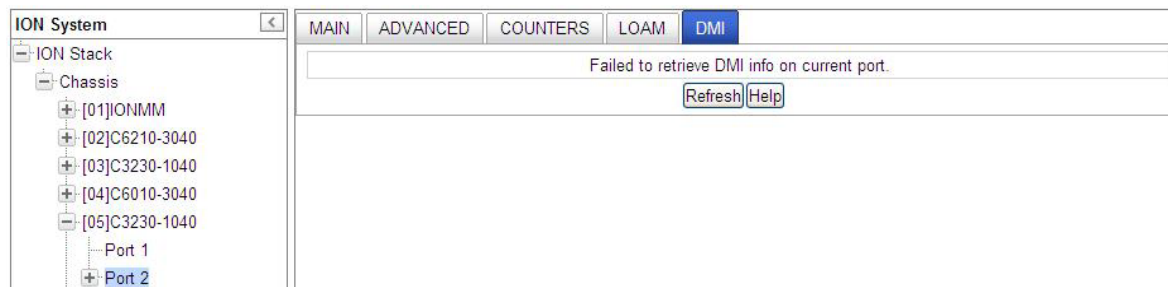 ION System
ION Stack
Chassis
[01]IONMM
[02]C6210-3040
[03]C3230-1040
[04]C6010-3040
[05]C3230-1040
Port 1
Port 2
MAIN ADVANCED COUNTERS LOAM DMI
Failed to retrieve DMI info on current port.
Refresh Help